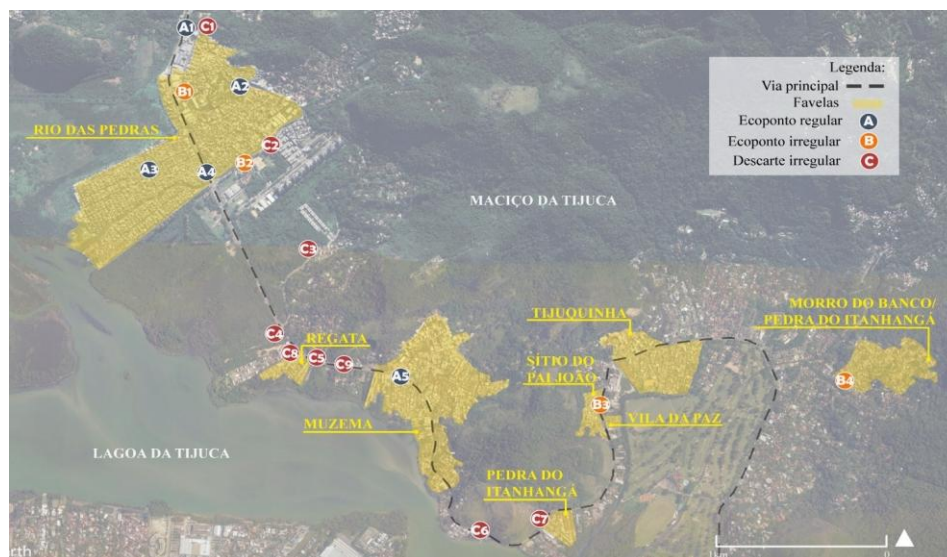 A1
C1
Legenda:
Via principal
Favelas
Ecoponto regular A
Ecoponto irregular B
Descarte irregular C
B1
A2
RIO DAS PEDRAS
C2
B2
A3
A4
MACIÇO DA TIJUCA
C3
C4
REGATA
C8
C5
C9
A5
MUZEMA
LAGOA DA TIJUCA
TIJUQUINHA
SÍTIO DO
PAI JOÃO
B3
VILA DA PAZ
MORRO DO BANCO/
PEDRA DO ITANHANGÁ
B4
PEDRA DO
ITANHANGÁ
C6
C7